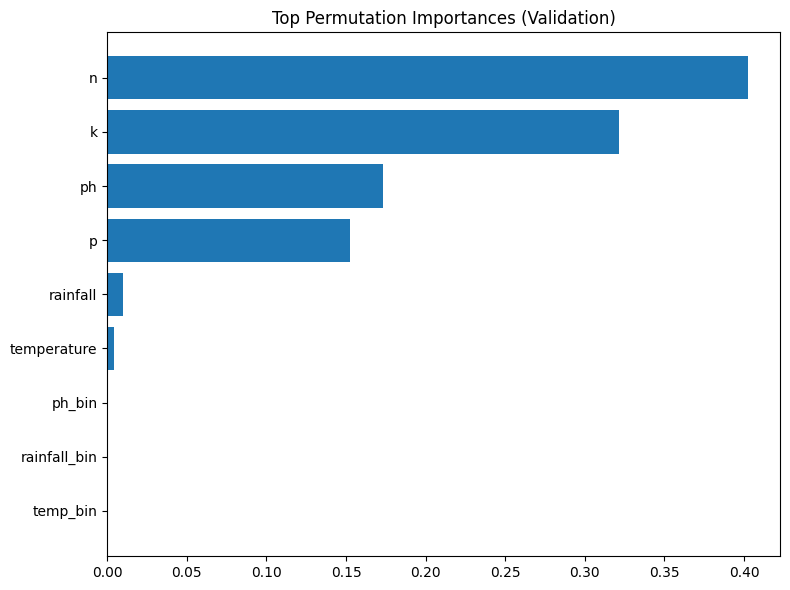 Top Permutation Importances (Validation)
n
k
ph
p
rainfall
temperature
ph_bin
rainfall_bin
temp_bin
0.00 0.05 0.10 0.15 0.20 0.25 0.30 0.35 0.40